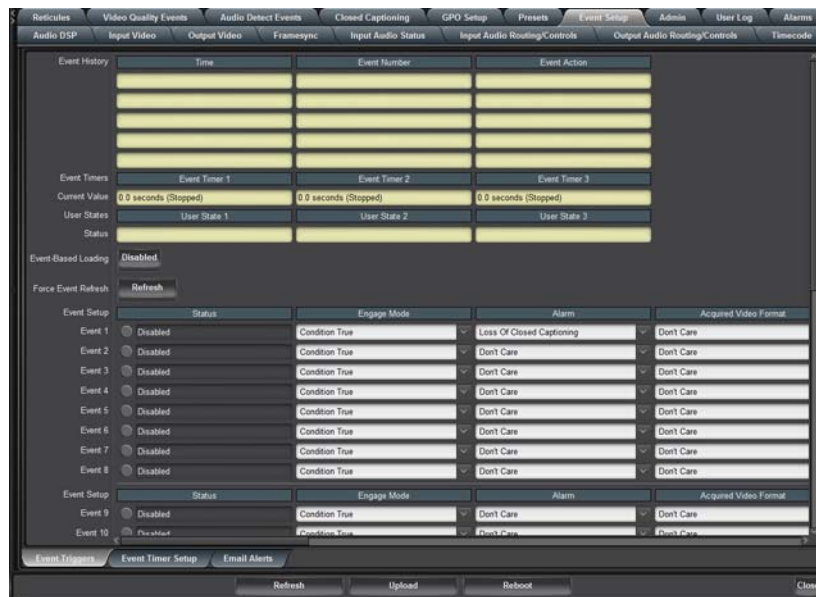 Reticules Video Quality Events Audio Detect Events Closed Captioning GPO Setup Presets Event Setup Admin User Log Alarms
Audio DSP Input Video Output Video Framesync Input Audio Status Input Audio Routing/Controls Output Audio Routing/Controls Timecode
Event History Time Event Number Event Action
Event Timers Event Timer 1 Event Timer 2 Event Timer 3
Current Value 0.0 seconds (Stopped) 0.0 seconds (Stopped) 0.0 seconds (Stopped)
User States User State 1 User State 2 User State 3
Status
Event-Based Loading Disabled
Force Event Refresh Refresh
Event Setup Status Engage Mode Alarm Acquired Video Format
Event 1 Disabled Condition True Loss Of Closed Captioning Don't Care
Event 2 Disabled Condition True Don't Care Don't Care
Event 3 Disabled Condition True Don't Care Don't Care
Event 4 Disabled Condition True Don't Care Don't Care
Event 5 Disabled Condition True Don't Care Don't Care
Event 6 Disabled Condition True Don't Care Don't Care
Event 7 Disabled Condition True Don't Care Don't Care
Event 8 Disabled Condition True Don't Care Don't Care
Event Setup Status Engage Mode Alarm Acquired Video Format
Event 9 Disabled Condition True Don't Care Don't Care
Event 10 Disabled Condition True Don't Care Don't Care
Event Triggers Event Timer Setup Email Alerts
Refresh Upload Reboot Close